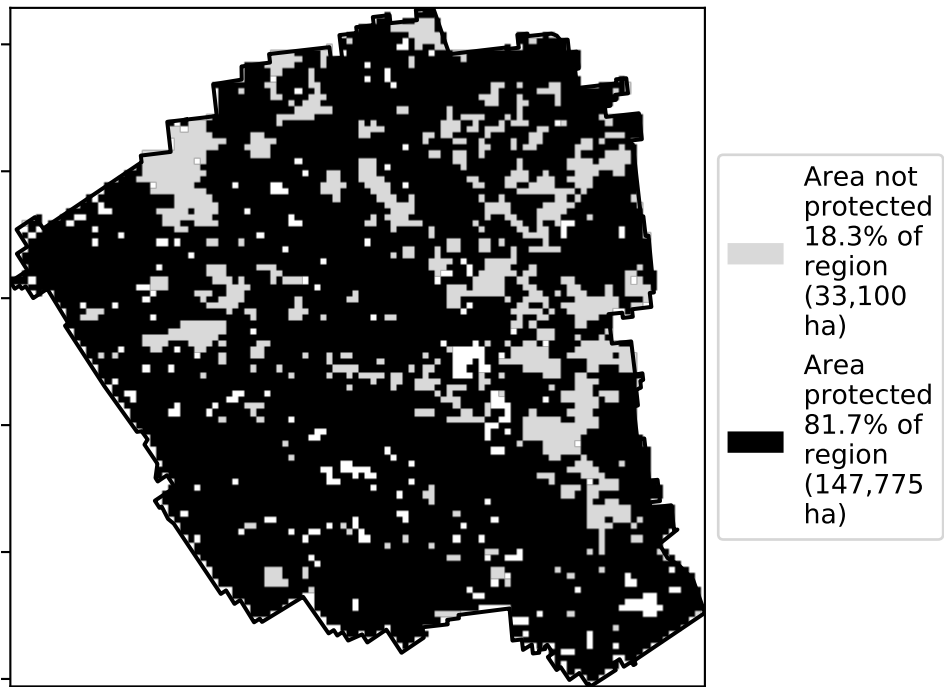 Area not
protected
18.3% of
region
(33,100
ha)
Area
protected
81.7% of
region
(147,775
ha)